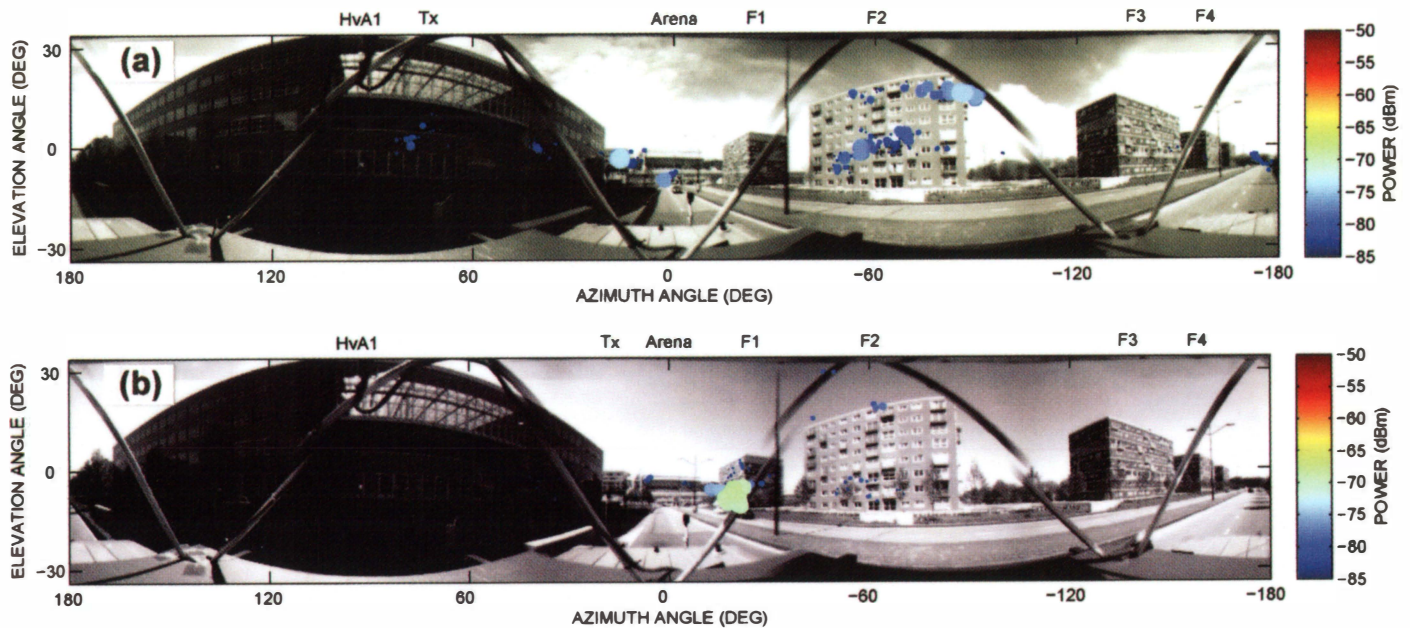 HvA1 Tx Arena F1 F2 F3 F4
(a)
ELEVATION ANGLE (DEG)
30
0
−30
180 120 60 0 −60 −120 −180
AZIMUTH ANGLE (DEG)
−50
−55
−60
−65
−70
−75
−80
−85
POWER (dBm)
HvA1 Tx Arena F1 F2 F3 F4
(b)
ELEVATION ANGLE (DEG)
30
0
−30
180 120 60 0 −60 −120 −180
AZIMUTH ANGLE (DEG)
−50
−55
−60
−65
−70
−75
−80
−85
POWER (dBm)